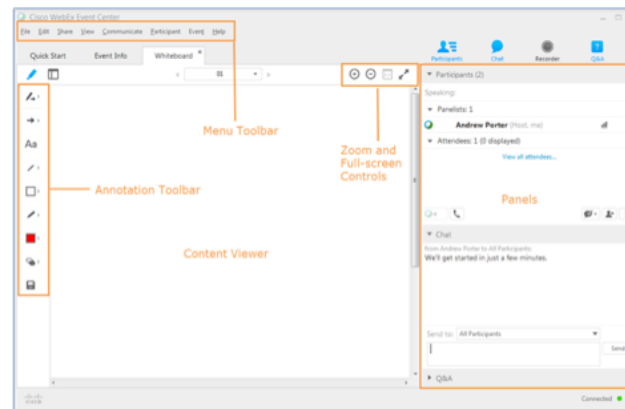 Cisco WebEx Event Center
File Edit Share View Communicate Participant Event Help
Quick Start Event Info Whiteboard
Participants Chat Recorder Q&A
01
Participants (2)
Speaking:
Panelists: 1
Andrew Porter (Host, me)
Attendees: 1 (0 displayed)
View all attendees...
Menu Toolbar
Zoom and
Full-screen
Controls
Aa
Annotation Toolbar
Panels
Content Viewer
Chat
from Andrew Porter to All Participants:
We'll get started in just a few minutes.
Send to: All Participants
Send
Q&A
cisco
Connected